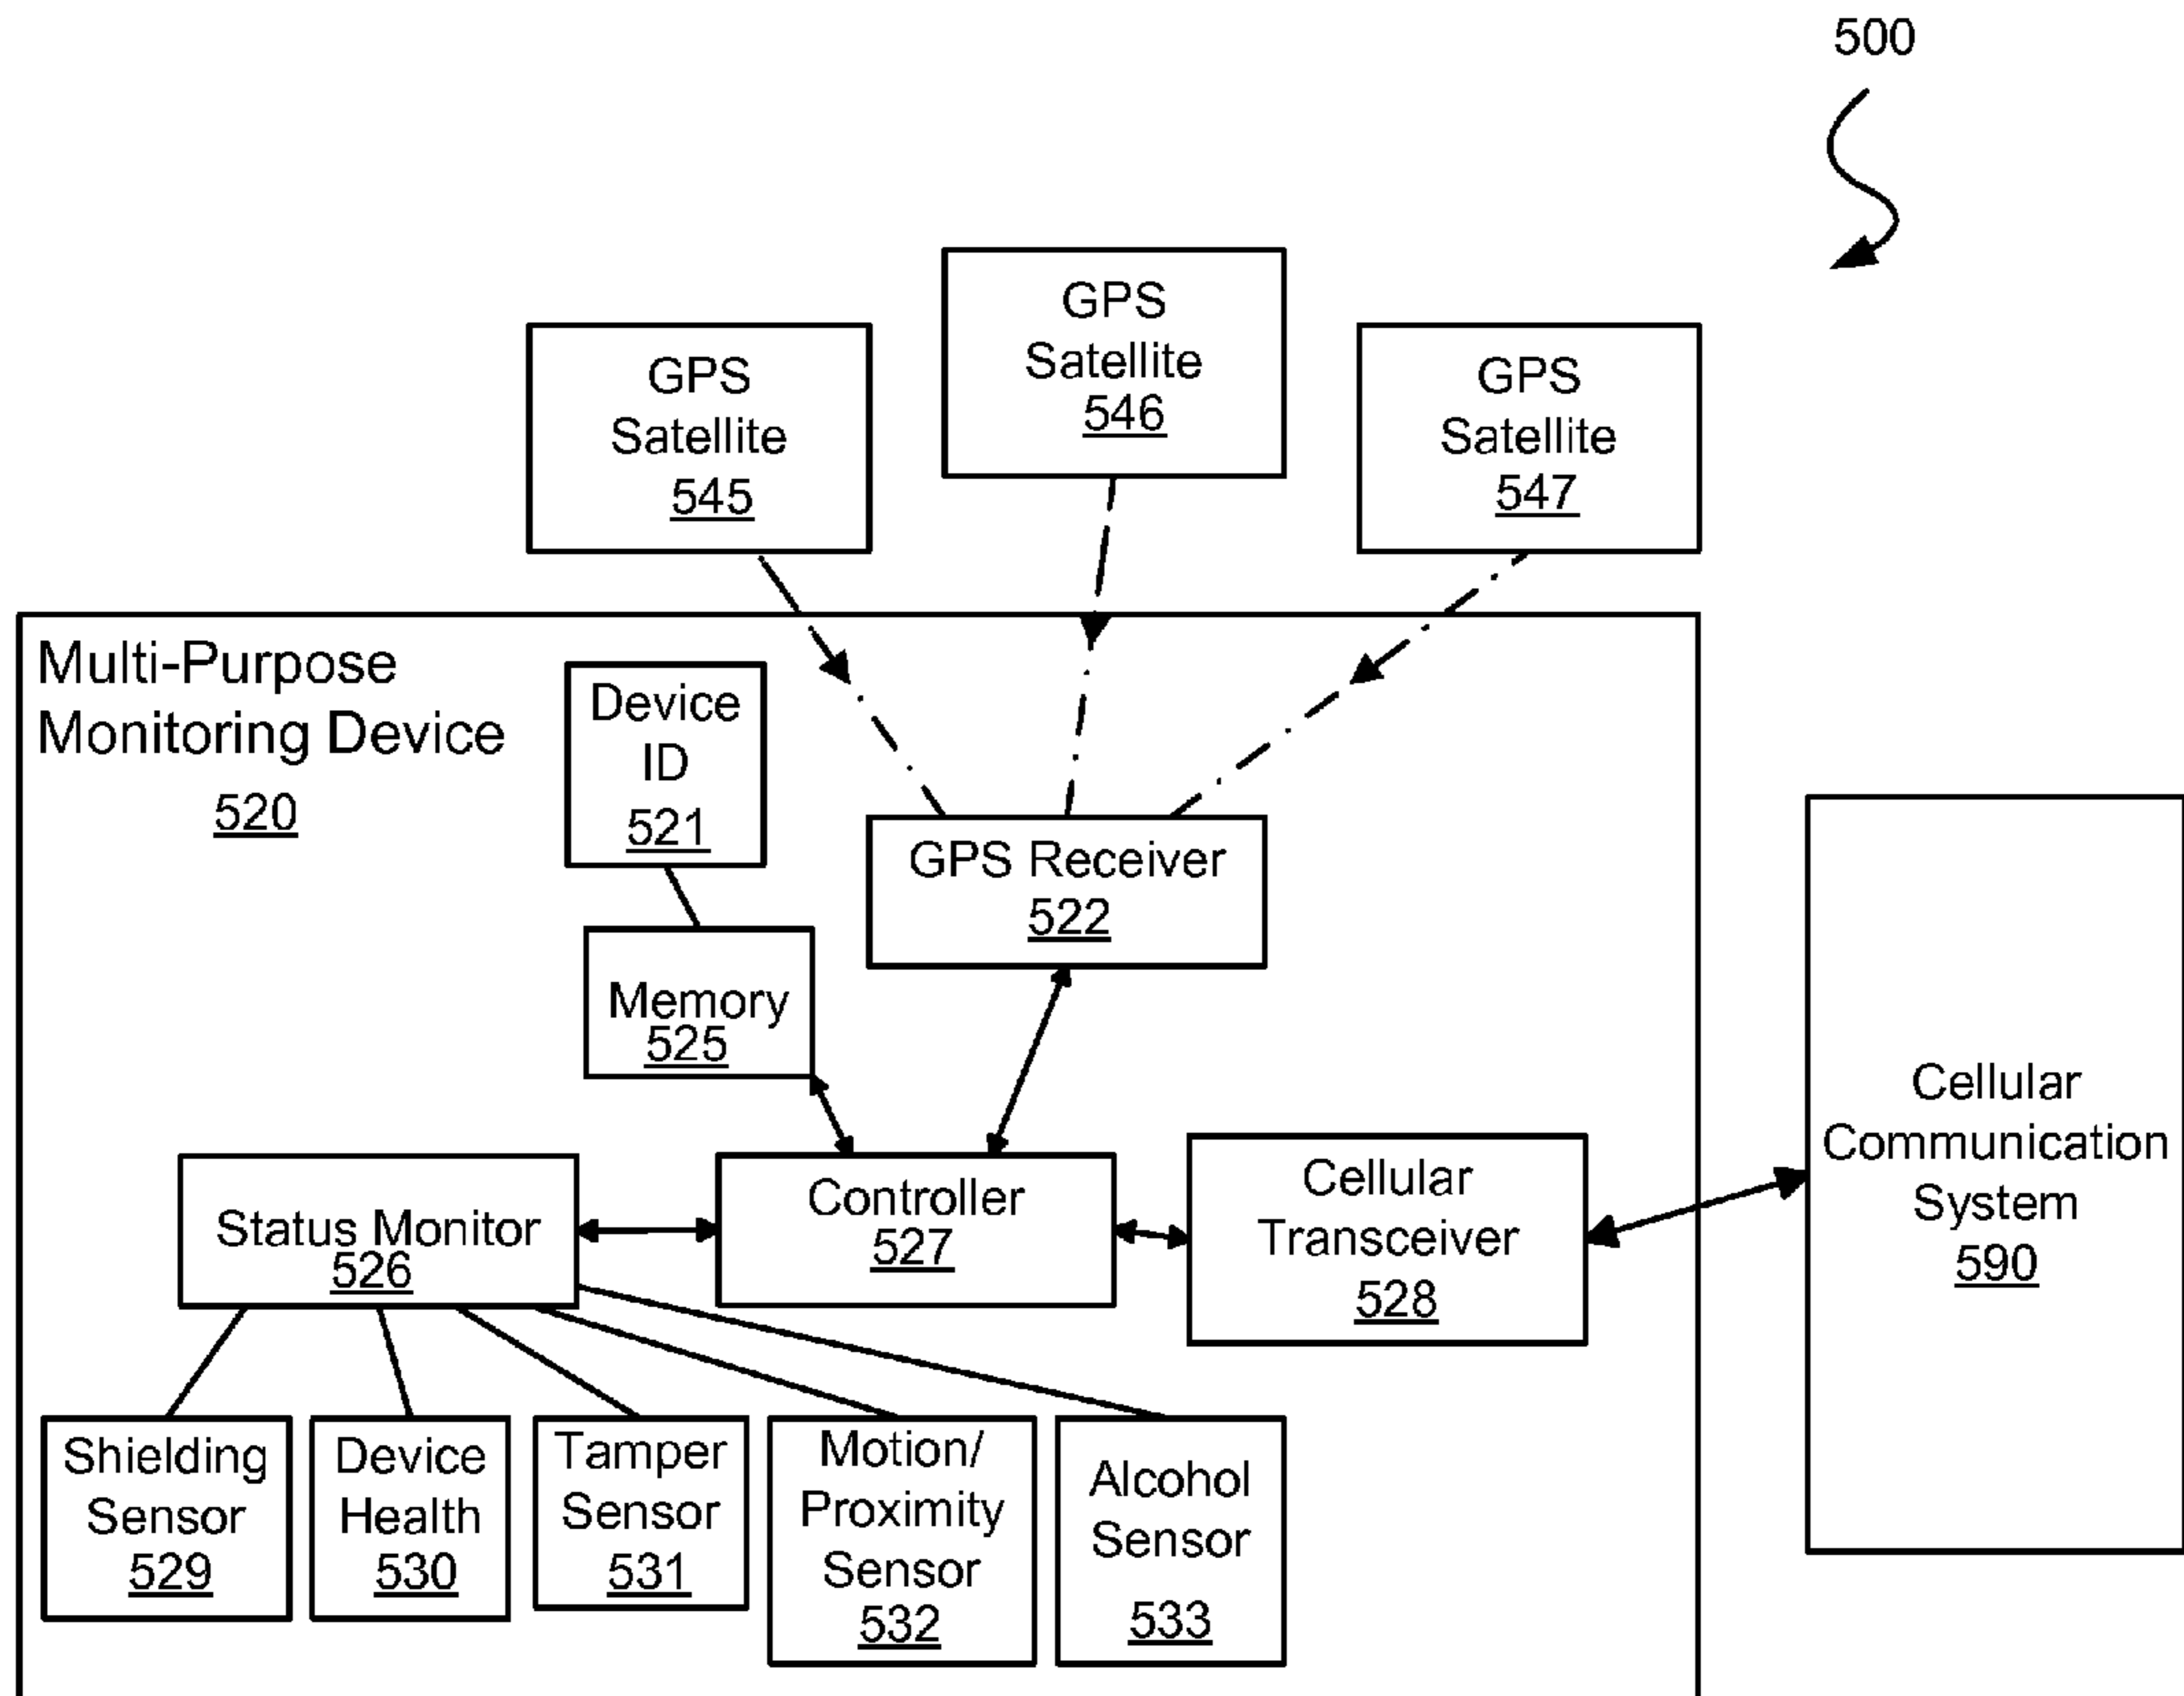 500
GPS
Satellite
545
GPS
Satellite
546
GPS
Satellite
547
Multi-Purpose
Monitoring Device
520
Device
ID
521
GPS Receiver
522
Memory
525
Status Monitor
526
Controller
527
Cellular
Transceiver
528
Cellular
Communication
System
590
Shielding
Sensor
529
Device
Health
530
Tamper
Sensor
531
Motion/
Proximity
Sensor
532
Alcohol
Sensor
533